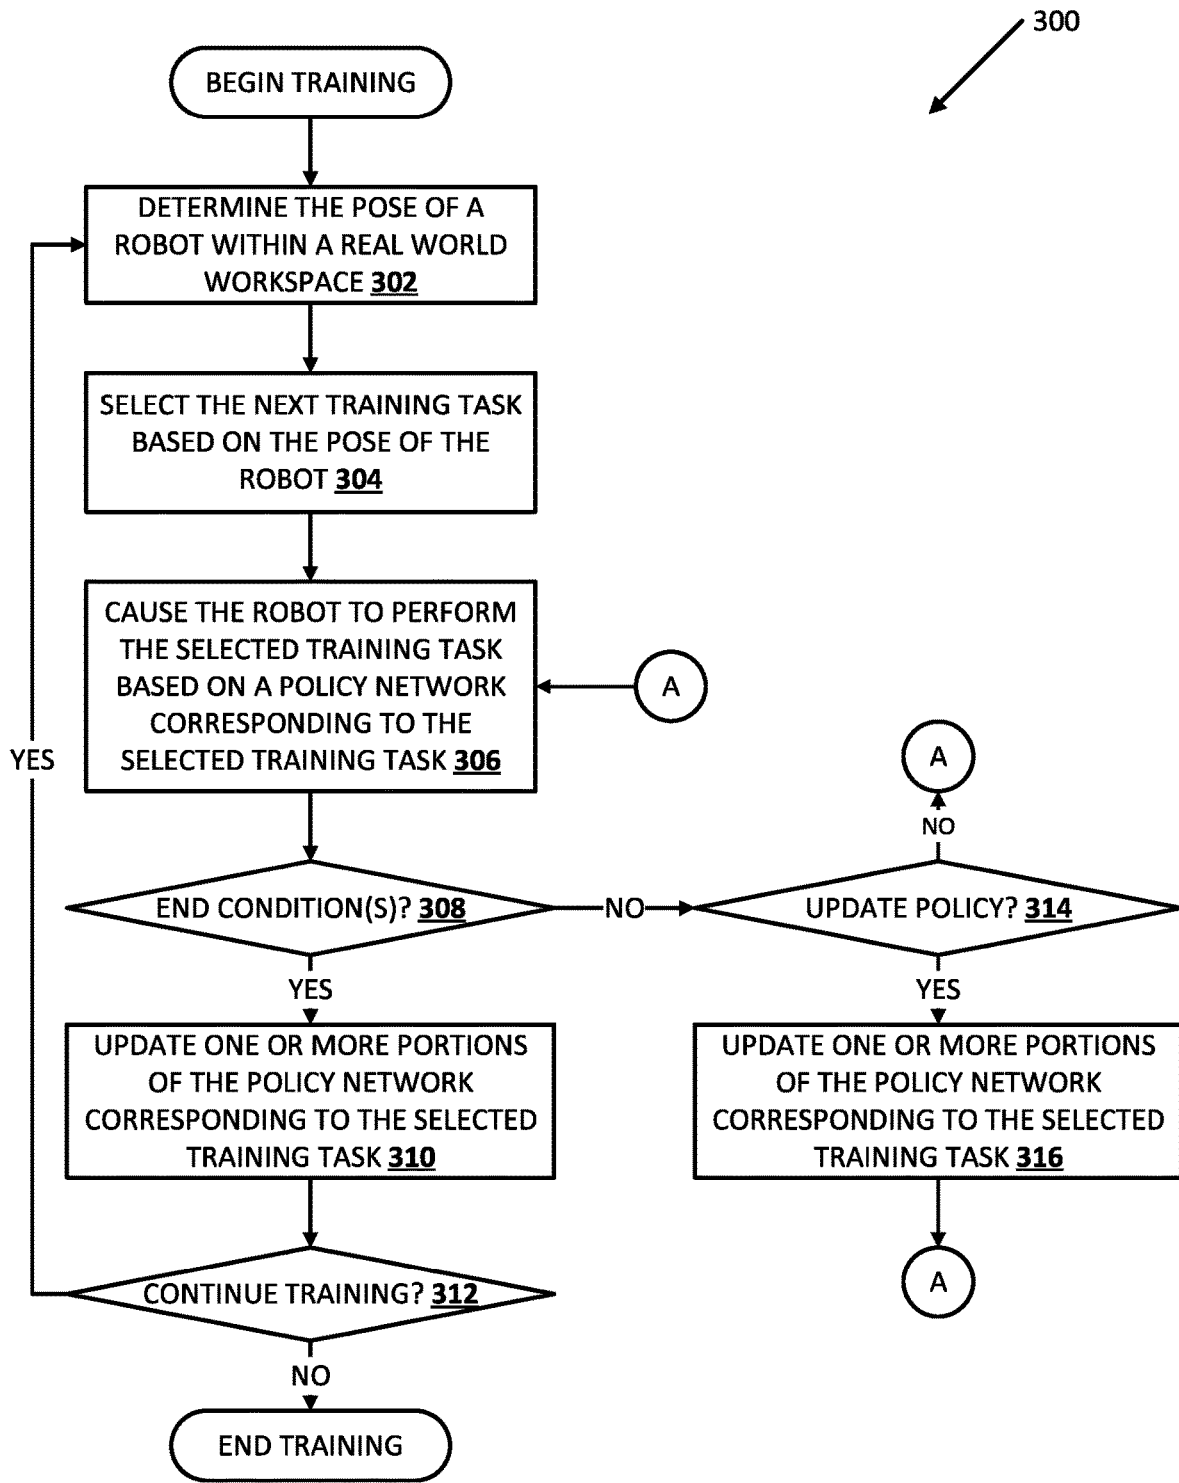 300
BEGIN TRAINING
DETERMINE THE POSE OF A
ROBOT WITHIN A REAL WORLD
WORKSPACE 302
SELECT THE NEXT TRAINING TASK
BASED ON THE POSE OF THE
ROBOT 304
CAUSE THE ROBOT TO PERFORM
THE SELECTED TRAINING TASK
BASED ON A POLICY NETWORK
CORRESPONDING TO THE
SELECTED TRAINING TASK 306
A
YES
A
NO
END CONDITION(S)? 308
NO
UPDATE POLICY? 314
YES
YES
UPDATE ONE OR MORE PORTIONS
OF THE POLICY NETWORK
CORRESPONDING TO THE SELECTED
TRAINING TASK 310
UPDATE ONE OR MORE PORTIONS
OF THE POLICY NETWORK
CORRESPONDING TO THE SELECTED
TRAINING TASK 316
CONTINUE TRAINING? 312
A
NO
END TRAINING